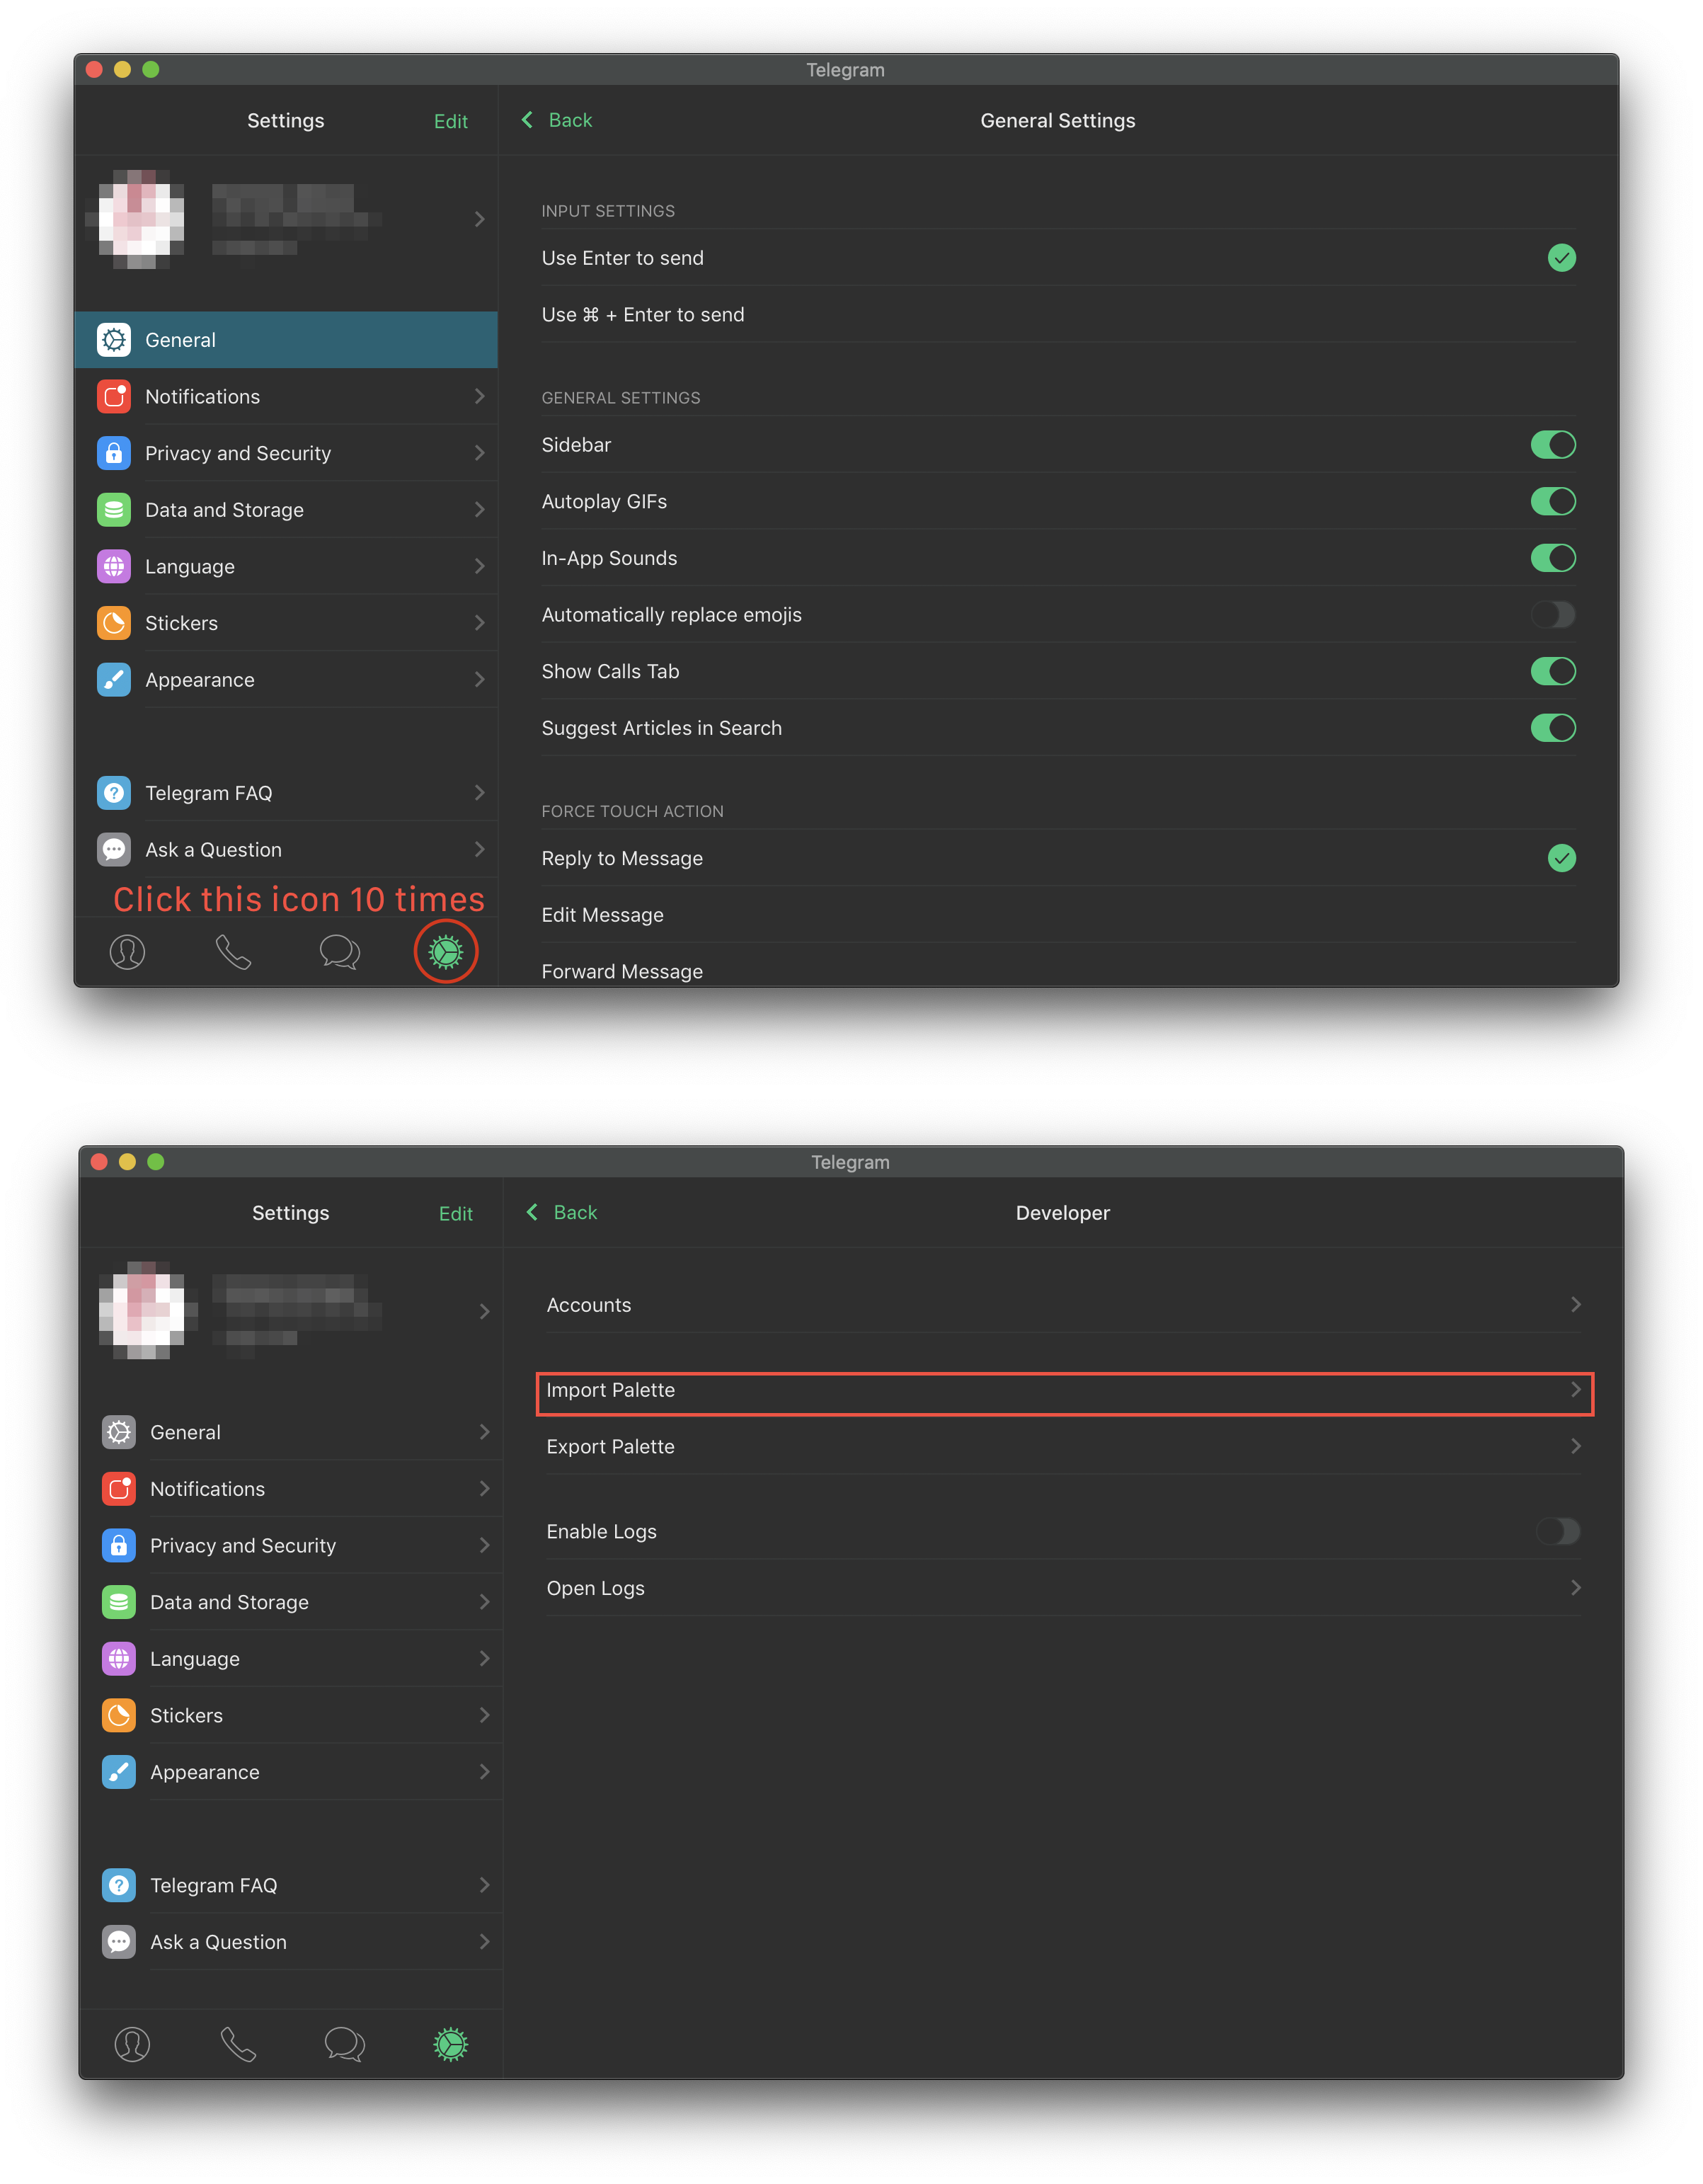 Telegram
Settings
Edit
Back
General Settings
INPUT SETTINGS
Use Enter to send
Use ⌘ + Enter to send
General
Notifications
Privacy and Security
Data and Storage
Language
Stickers
Appearance
Telegram FAQ
Ask a Question
Click this icon 10 times
GENERAL SETTINGS
Sidebar
Autoplay GIFs
In-App Sounds
Automatically replace emojis
Show Calls Tab
Suggest Articles in Search
FORCE TOUCH ACTION
Reply to Message
Edit Message
Forward Message
Telegram
Settings
Edit
Back
Developer
General
Notifications
Privacy and Security
Data and Storage
Language
Stickers
Appearance
Telegram FAQ
Ask a Question
Accounts
Import Palette
Export Palette
Enable Logs
Open Logs